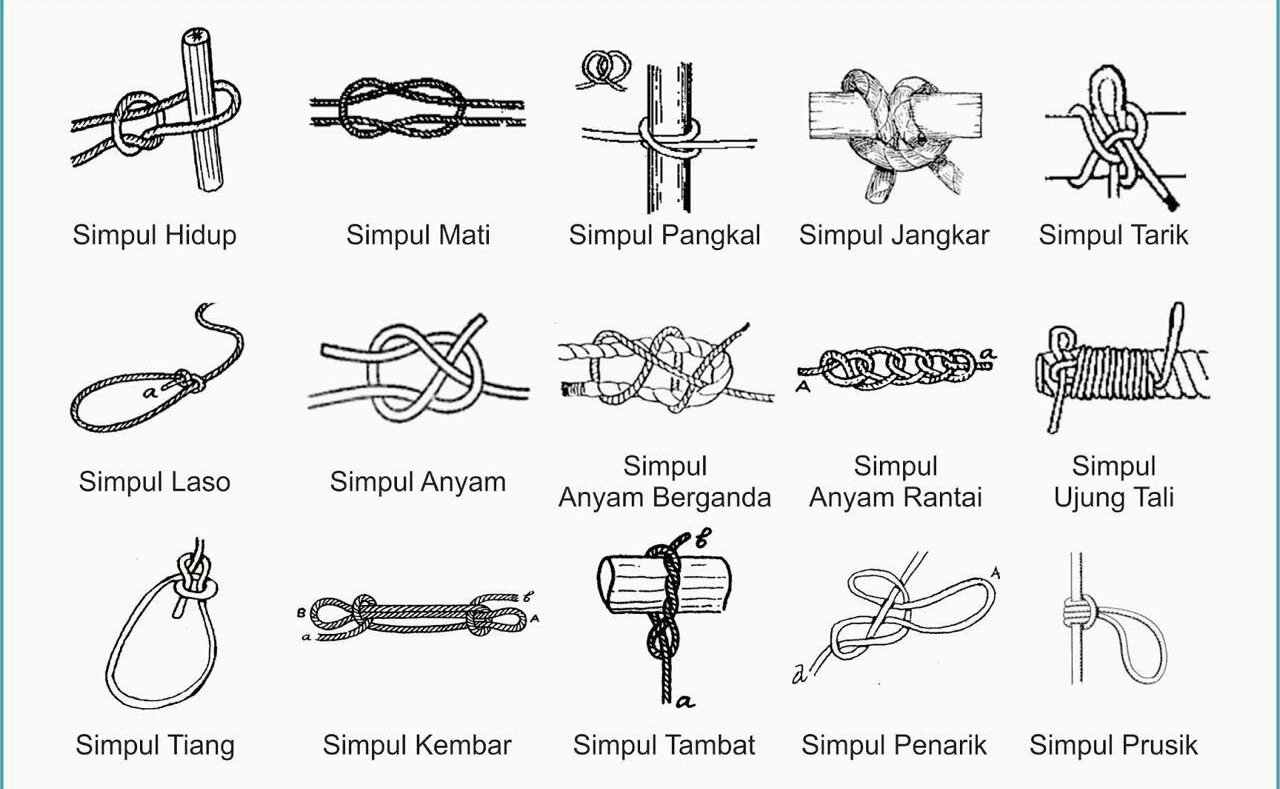 Simpul Hidup
Simpul Mati
Simpul Pangkal
Simpul Jangkar
Simpul Tarik
a
A
a
Simpul Laso
Simpul Anyam
Simpul
Anyam Berganda
Simpul
Anyam Rantai
Simpul
Ujung Tali
b
B
a
b
A
A
a
d
Simpul Tiang
Simpul Kembar
Simpul Tambat
Simpul Penarik
Simpul Prusik